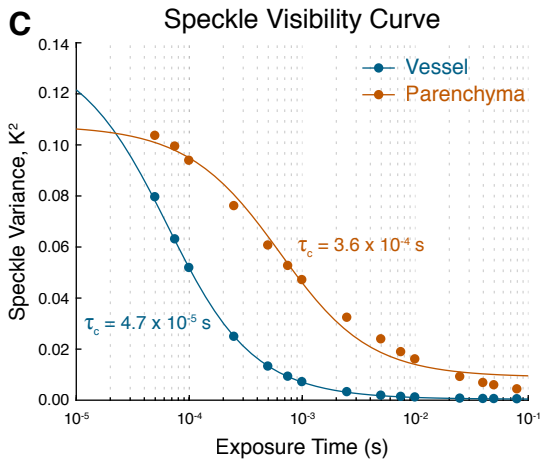 C
Speckle Visibility Curve
0.14
0.12
0.10
0.08
0.06
0.04
0.02
0.00
Speckle Variance, K²
Vessel
Parenchyma
τc = 3.6 x 10⁻⁴ s
τc = 4.7 x 10⁻⁵ s
10⁻⁵ 10⁻⁴ 10⁻³ 10⁻² 10⁻¹
Exposure Time (s)